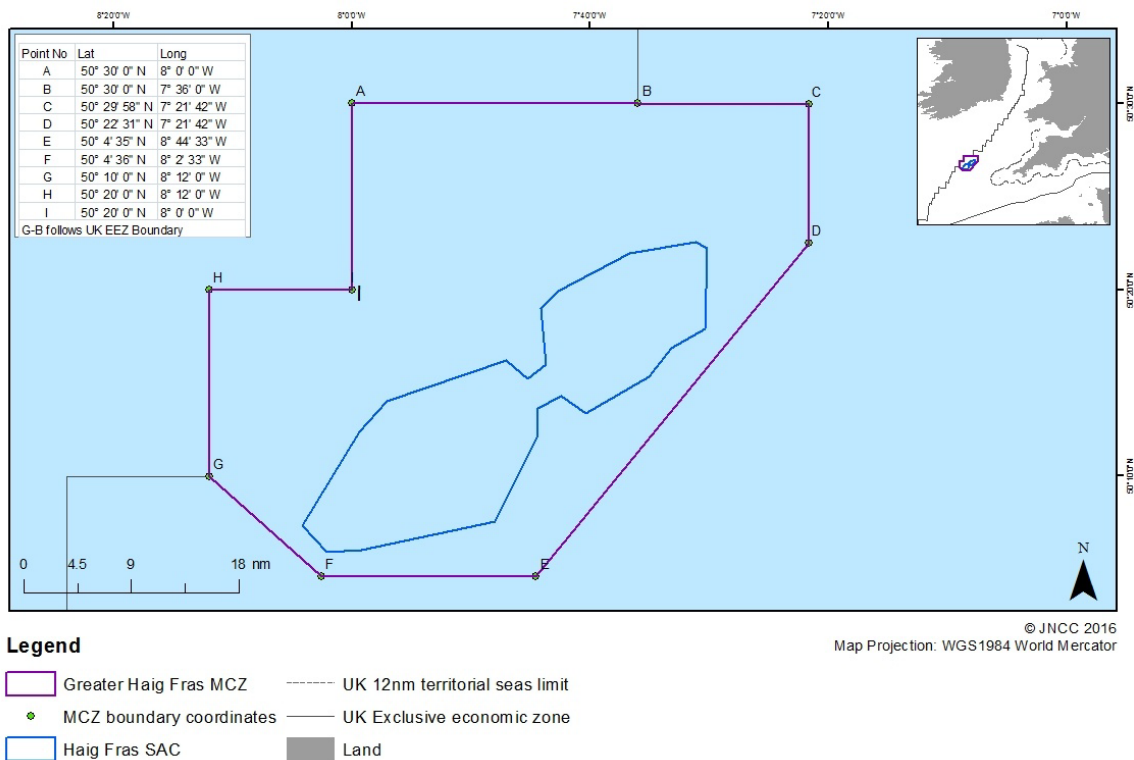 8°20'0"W 8°0'0"W 7°40'0"W 7°20'0"W 7°0'0"W
Point No Lat Long
A 50° 30' 0" N 8° 0' 0" W
B 50° 30' 0" N 7° 36' 0" W
C 50° 29' 58" N 7° 21' 42" W
D 50° 22' 31" N 7° 21' 42" W
E 50° 4' 35" N 8° 44' 33" W
F 50° 4' 36" N 8° 2' 33" W
G 50° 10' 0" N 8° 12' 0" W
H 50° 20' 0" N 8° 12' 0" W
I 50° 20' 0" N 8° 0' 0" W
G-B follows UK EEZ Boundary
A
B
C
50°30'0"N
D
H
I
50°20'0"N
G
50°10'0"N
F
E
0 4.5 9 18 nm
N
© JNCC 2016
Map Projection: WGS1984 World Mercator
Legend
Greater Haig Fras MCZ
UK 12nm territorial seas limit
MCZ boundary coordinates
UK Exclusive economic zone
Haig Fras SAC
Land